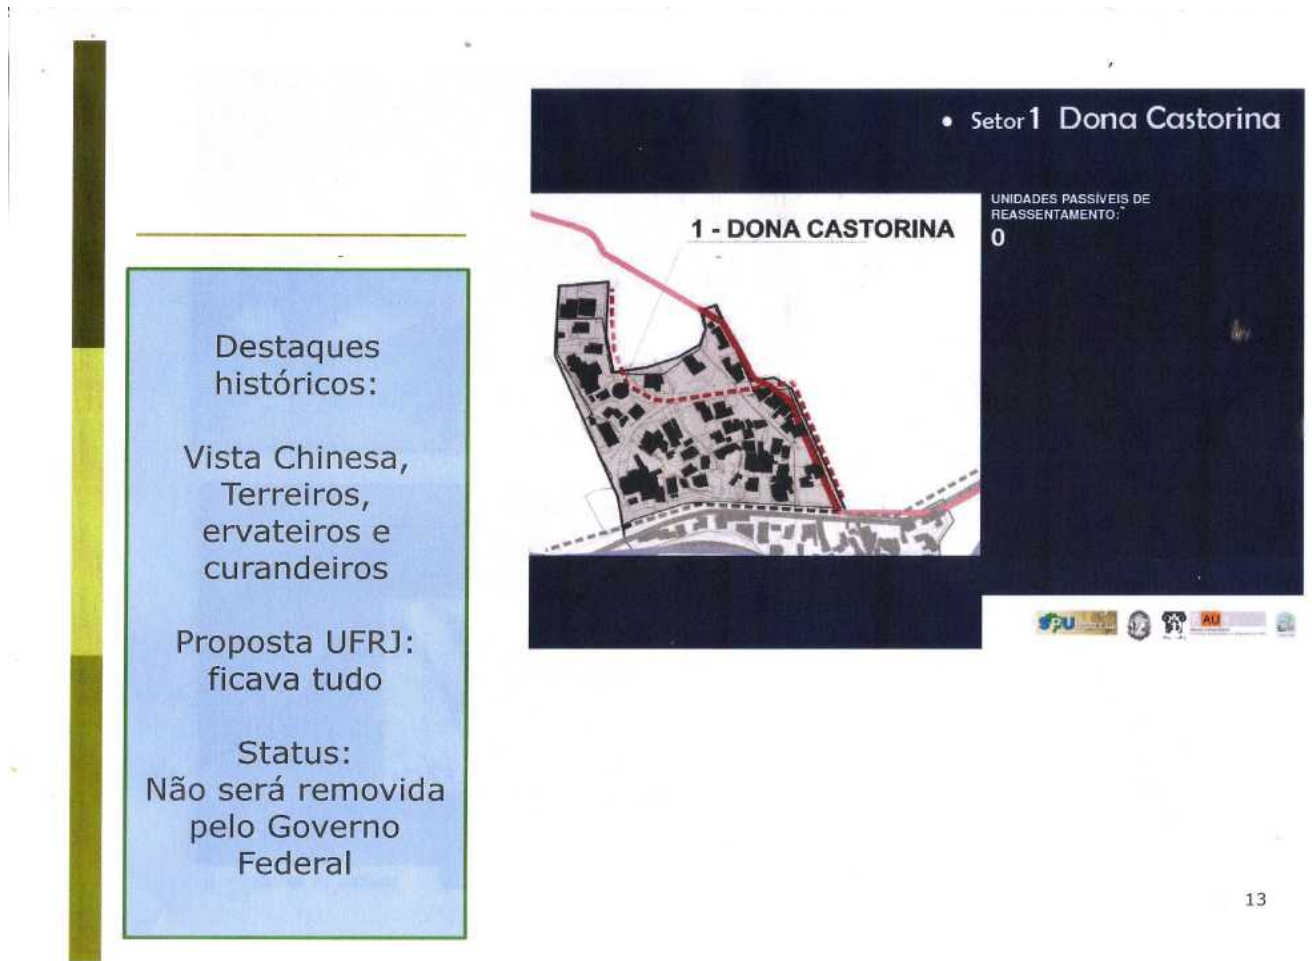 Destaques
históricos:
Vista Chinesa,
Terreiros,
ervateiros e
curandeiros
Proposta UFRJ:
ficava tudo
Status:
Não será removida
pelo Governo
Federal
• Setor 1 Dona Castorina
UNIDADES PASSÍVEIS DE
REASSENTAMENTO:
0
1 - DONA CASTORINA
SPU
AU
13